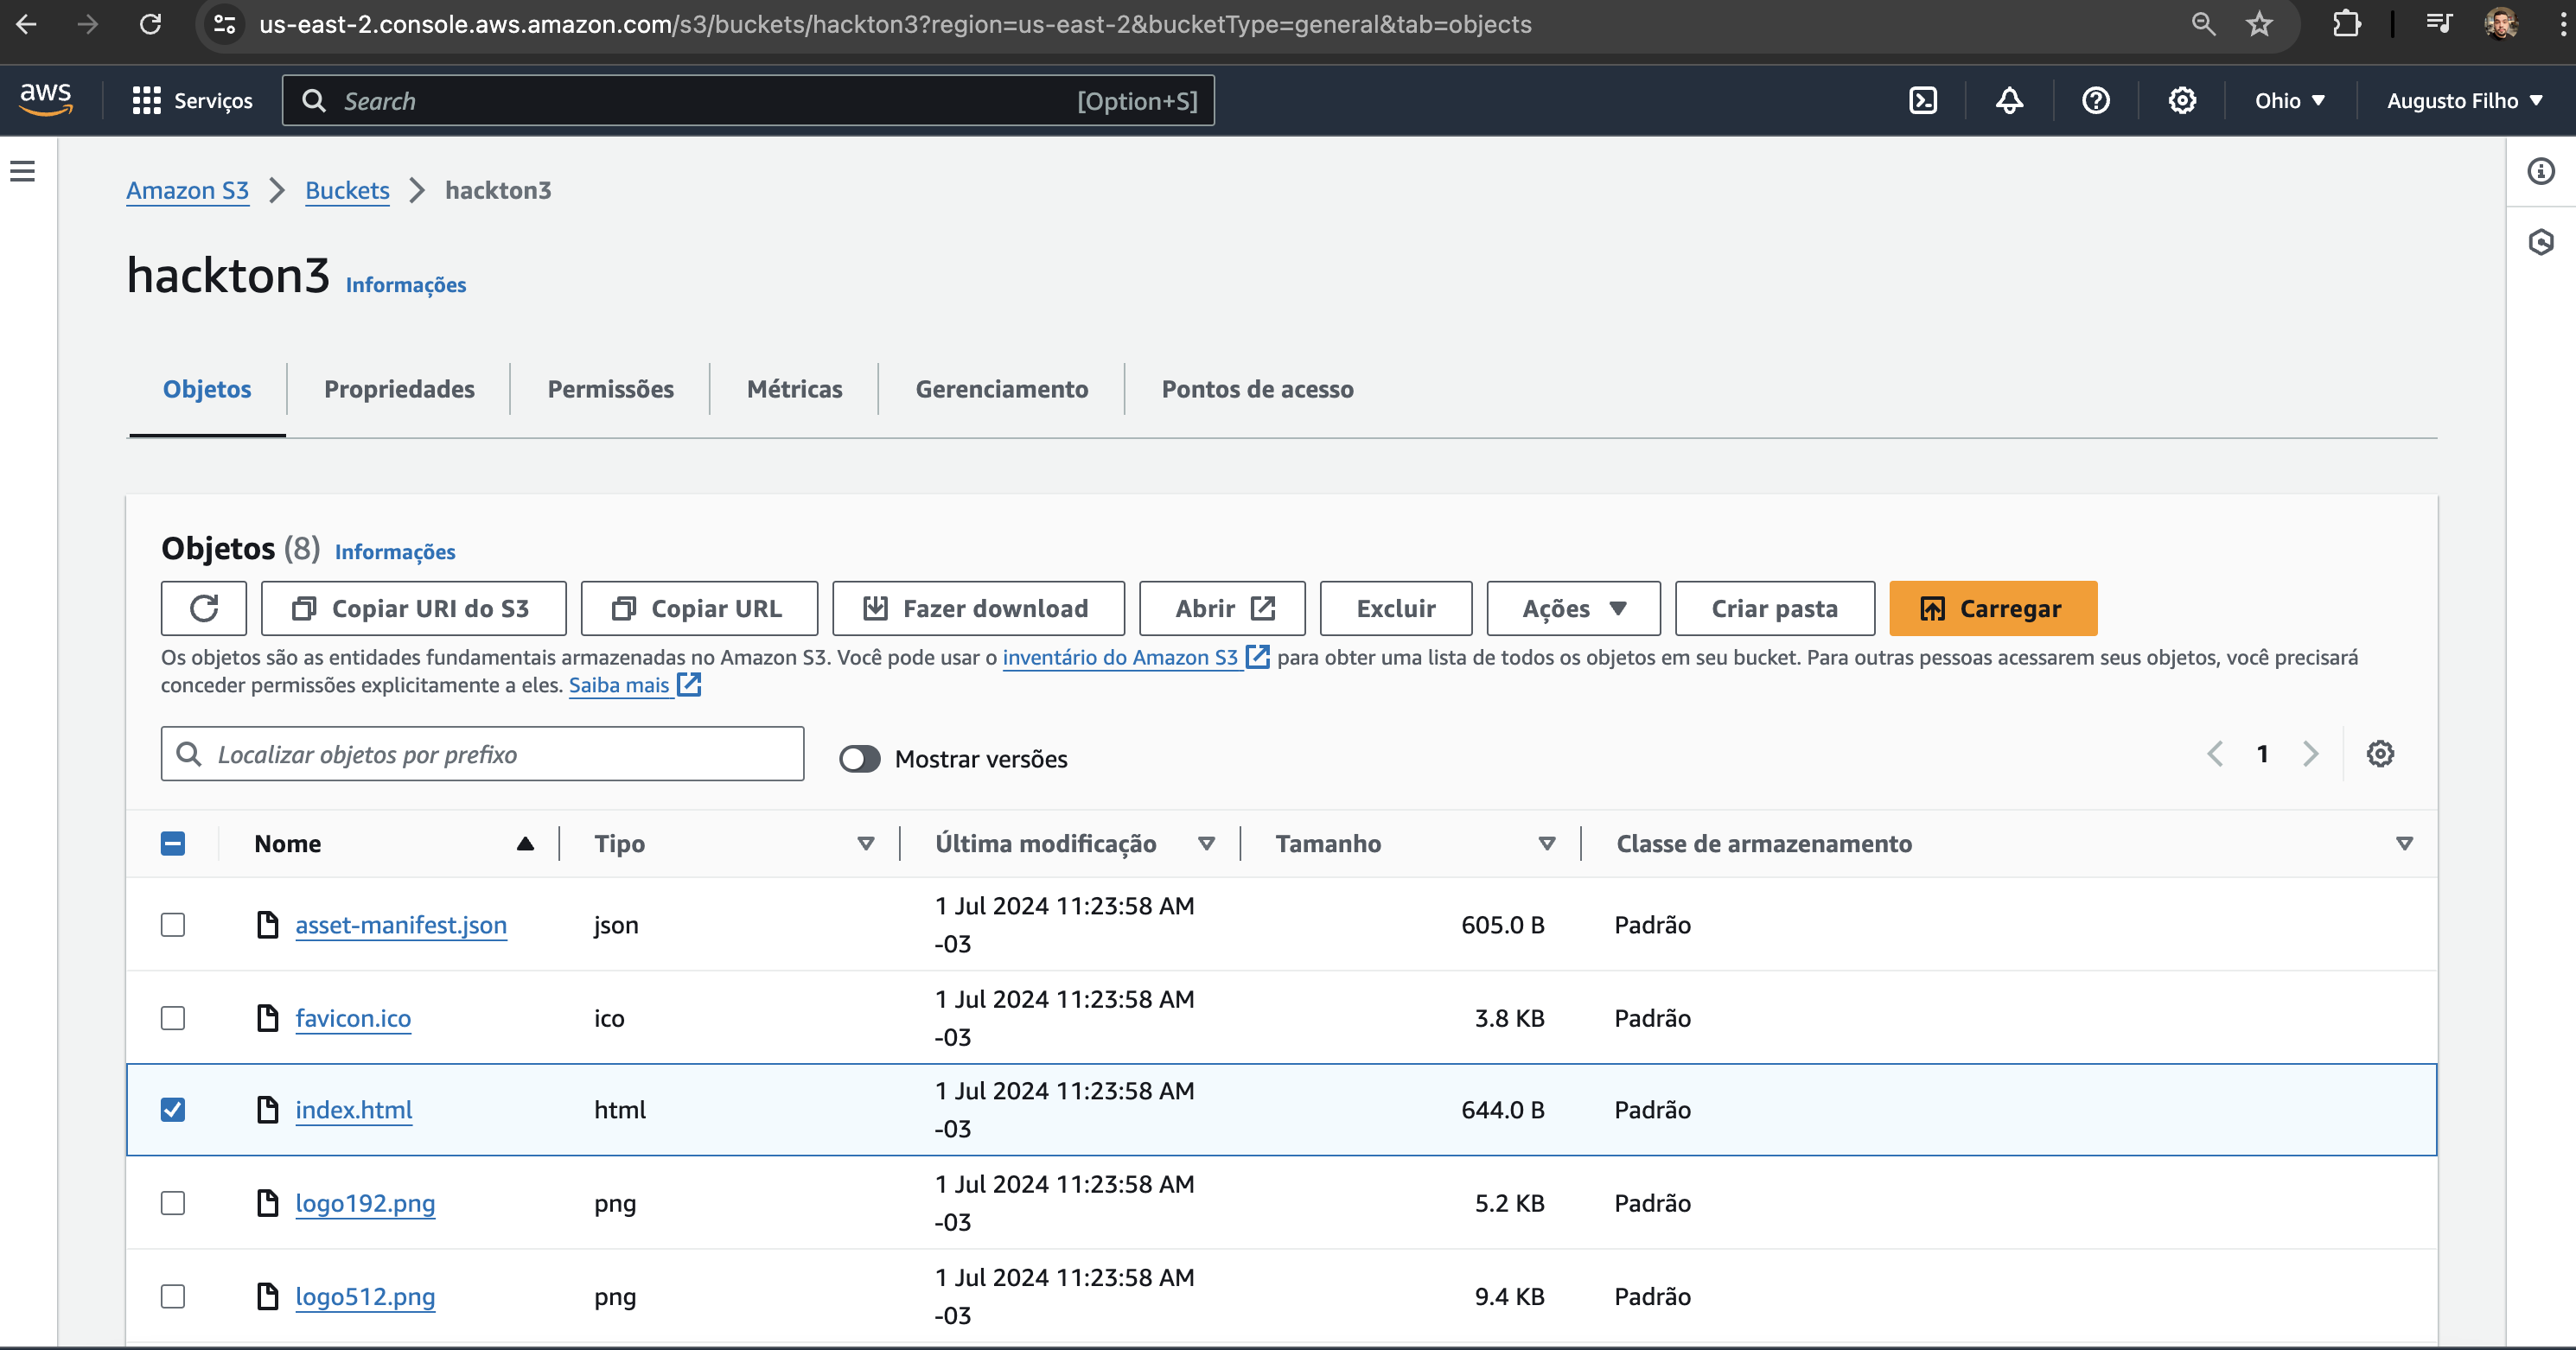 us-east-2.console.aws.amazon.com/s3/buckets/hackton3?region=us-east-2&bucketType=general&tab=objects
aws Serviços Search [Option+S] Ohio Augusto Filho
Amazon S3 Buckets hackton3
hackton3 Informações
Objetos Propriedades Permissões Métricas Gerenciamento Pontos de acesso
Objetos (8) Informações
Copiar URI do S3 Copiar URL Fazer download Abrir Excluir Ações Criar pasta Carregar
Os objetos são as entidades fundamentais armazenadas no Amazon S3. Você pode usar o inventário do Amazon S3 para obter uma lista de todos os objetos em seu bucket. Para outras pessoas acessarem seus objetos, você precisará
conceder permissões explicitamente a eles. Saiba mais
Localizar objetos por prefixo Mostrar versões 1
Nome Tipo Última modificação Tamanho Classe de armazenamento
asset-manifest.json json 1 Jul 2024 11:23:58 AM 605.0 B Padrão
-03
favicon.ico ico 1 Jul 2024 11:23:58 AM 3.8 KB Padrão
-03
index.html html 1 Jul 2024 11:23:58 AM 644.0 B Padrão
-03
logo192.png png 1 Jul 2024 11:23:58 AM 5.2 KB Padrão
-03
logo512.png png 1 Jul 2024 11:23:58 AM 9.4 KB Padrão
-03